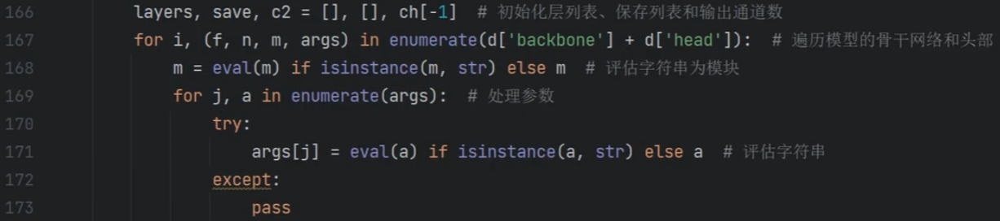 166 layers, save, c2 = [], [], ch[-1]  # 初始化层列表、保存列表和输出通道数
167 for i, (f, n, m, args) in enumerate(d['backbone'] + d['head']):  # 遍历模型的骨干网络和头部
168     m = eval(m) if isinstance(m, str) else m  # 评估字符串为模块
169     for j, a in enumerate(args):  # 处理参数
170         try:
171             args[j] = eval(a) if isinstance(a, str) else a  # 评估字符串
172         except:
173             pass